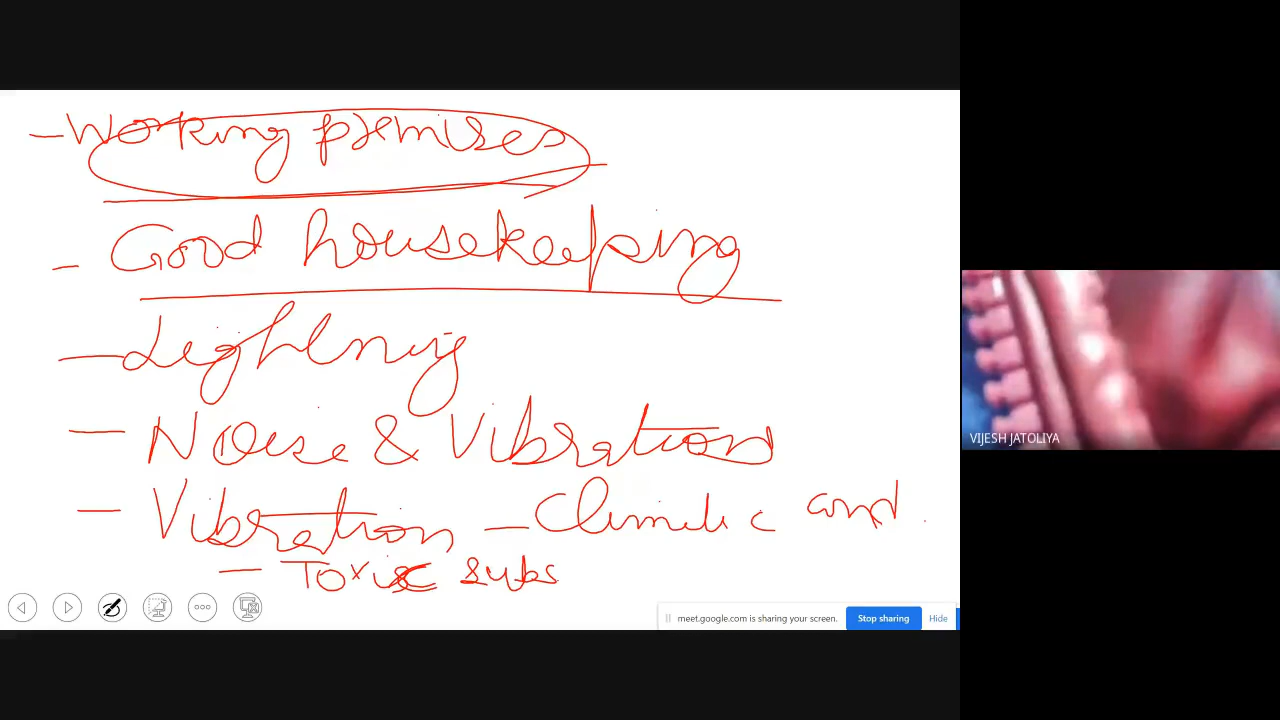 - Working premises
- Good housekeeping
- Lightning
- Noise & Vibration
- Vibration - Climatic cond
- Toxic subs
meet.google.com is sharing your screen. Stop sharing Hide
VIJESH JATOLIYA